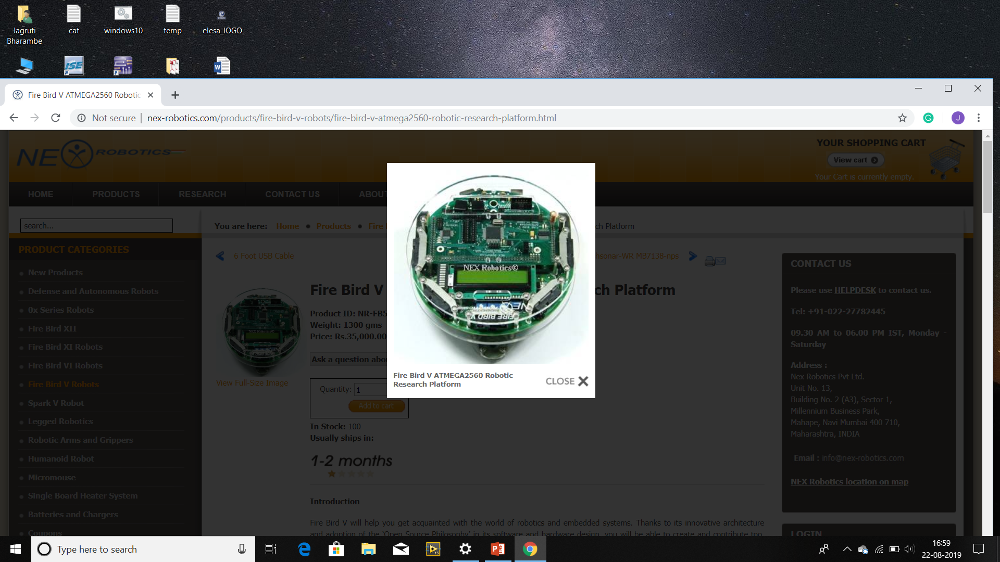 Jagruti
Bharambe
cat
windows10
temp
elesa_lOGO
ISE
Fire Bird V ATMEGA2560 Robotic
Not secure
nex-robotics.com/products/fire-bird-v-robots/fire-bird-v-atmega2560-robotic-research-platform.html
J
NEX ROBOTICS
YOUR SHOPPING CART
View cart
Your Cart is currently empty.
HOME
PRODUCTS
RESEARCH
CONTACT US
ABOUT
search...
You are here:
Home
Products
Fire
ch Platform
PRODUCT CATEGORIES
New Products
Defense and Autonomous Robots
0x Series Robots
Fire Bird XII
Fire Bird XI Robots
Fire Bird VI Robots
Fire Bird V Robots
Spark V Robot
Legged Robotics
Robotic Arms and Grippers
Humanoid Robot
Micromouse
Single Board Heater System
Batteries and Chargers
Coupons
6 Foot USB Cable
hsonar-WR MB7138-nps
View Full-Size Image
Fire Bird V
ch Platform
Product ID: NR-FB5
Weight: 1300 gms
Price: Rs.35,000.00
Ask a question abou
Quantity: 1
Add to cart
In Stock: 100
Usually ships in:
1-2 months
Introduction
Fire Bird V will help you get acquainted with the world of robotics and embedded systems. Thanks to its innovative architecture
and adoption of the 'Open Source Philosophy' in its software and hardware design, you will be able to create and contribute too,
NEX Robotics©
FIRE BIRD V
Fire Bird V ATMEGA2560 Robotic
Research Platform
CLOSE
CONTACT US
Please use HELPDESK to contact us.
Tel: +91-022-27782445
09.30 AM to 06.00 PM IST, Monday -
Saturday
Address :
Nex Robotics Pvt Ltd.
Unit No. 13,
Building No. 2 (A3), Sector 1,
Millennium Business Park,
Mahape, Navi Mumbai 400 710,
Maharashtra, INDIA
Email : info@nex-robotics.com
NEX Robotics location on map
LOGIN
Type here to search
16:59
22-08-2019